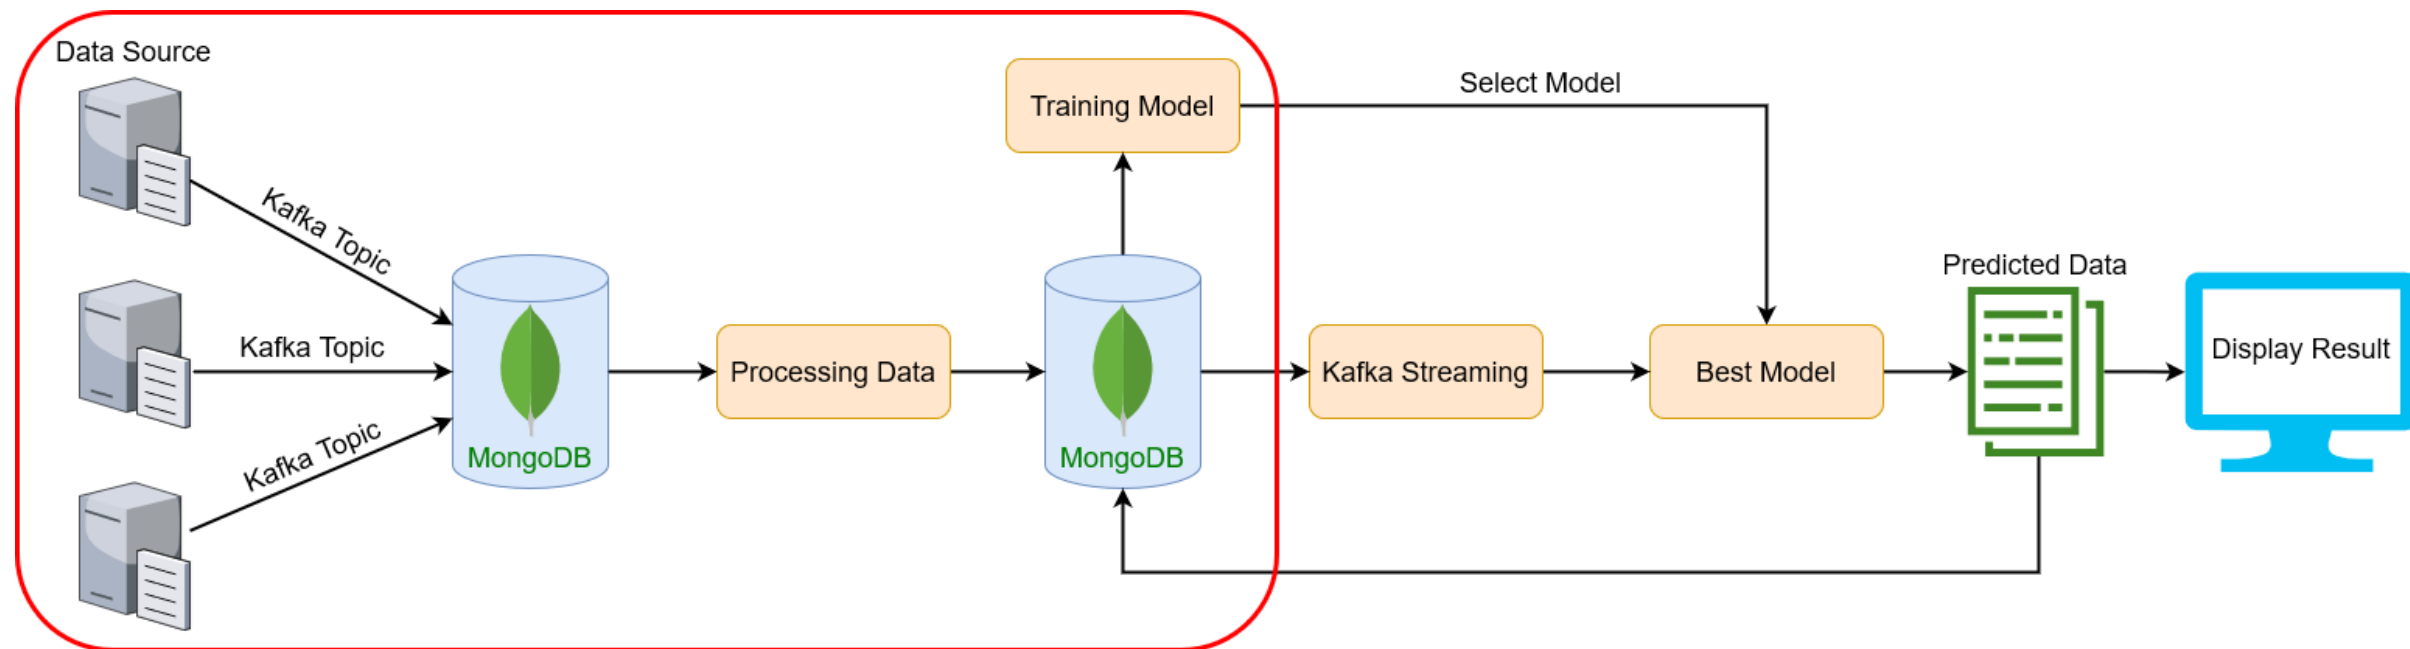 Data Source
Kafka Topic
Kafka Topic
Kafka Topic
MongoDB
Processing Data
MongoDB
Training Model
Select Model
Kafka Streaming
Best Model
Predicted Data
Display Result